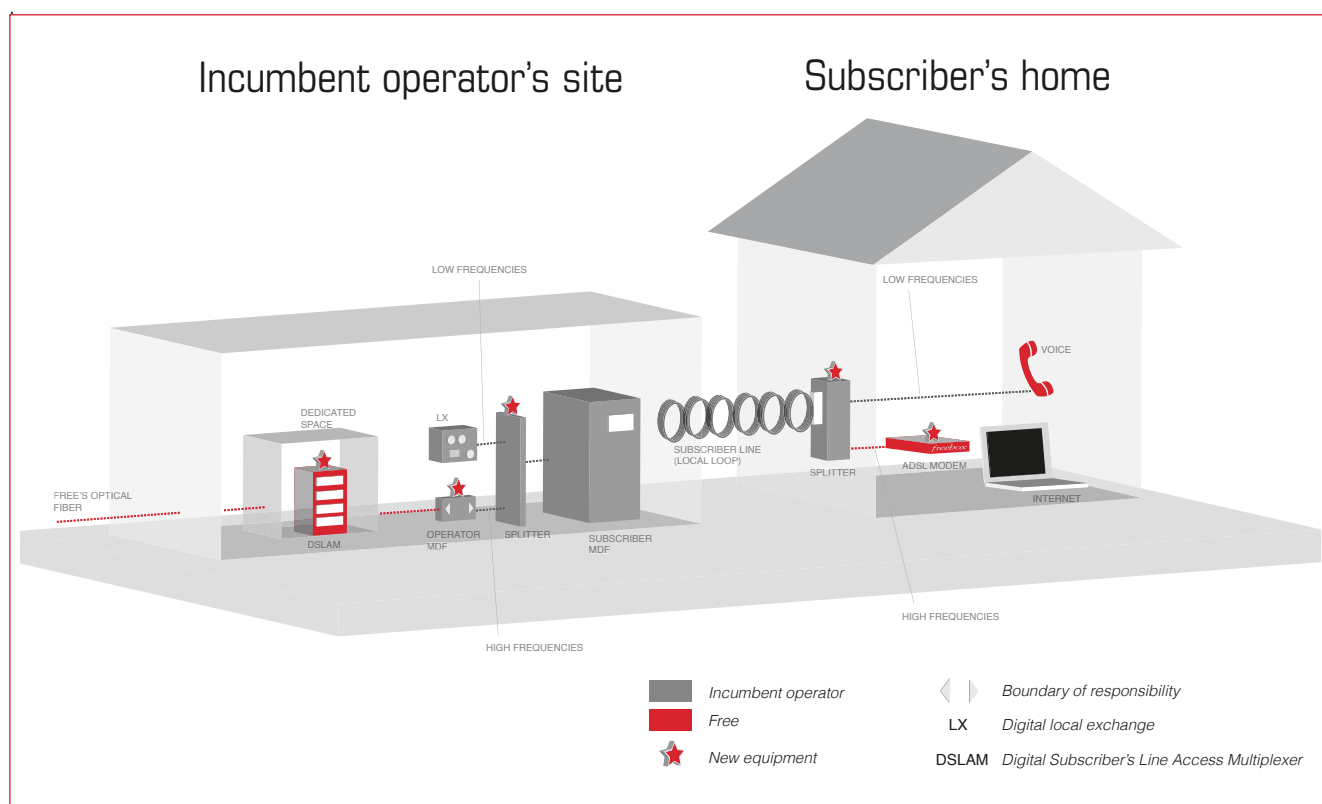 Incumbent operator's site
Subscriber's home
LOW FREQUENCIES
LOW FREQUENCIES
VOICE
DEDICATED
SPACE
LX
SUBSCRIBER LINE
(LOCAL LOOP)
SPLITTER
freebox
ADSL MODEM
INTERNET
FREE'S OPTICAL
FIBER
DSLAM
OPERATOR
MDF
SPLITTER
SUBSCRIBER
MDF
HIGH FREQUENCIES
HIGH FREQUENCIES
Incumbent operator
Free
New equipment
Boundary of responsibility
LX Digital local exchange
DSLAM Digital Subscriber's Line Access Multiplexer